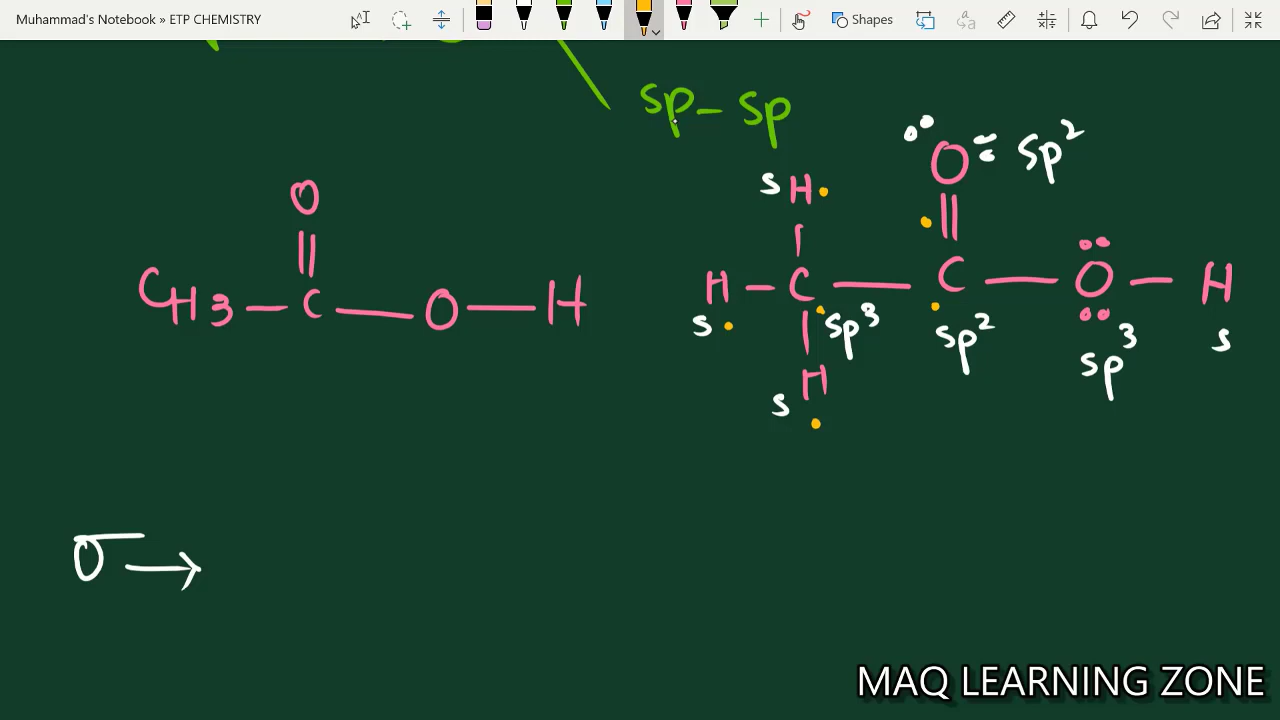 Muhammad's Notebook » ETP CHEMISTRY
Shapes
sp - sp
O
||
CH3 — C — O — H
O sp²
s H
||
H — C — C — O — H
s sp³ sp² sp³ s
H
s
σ →
MAQ LEARNING ZONE